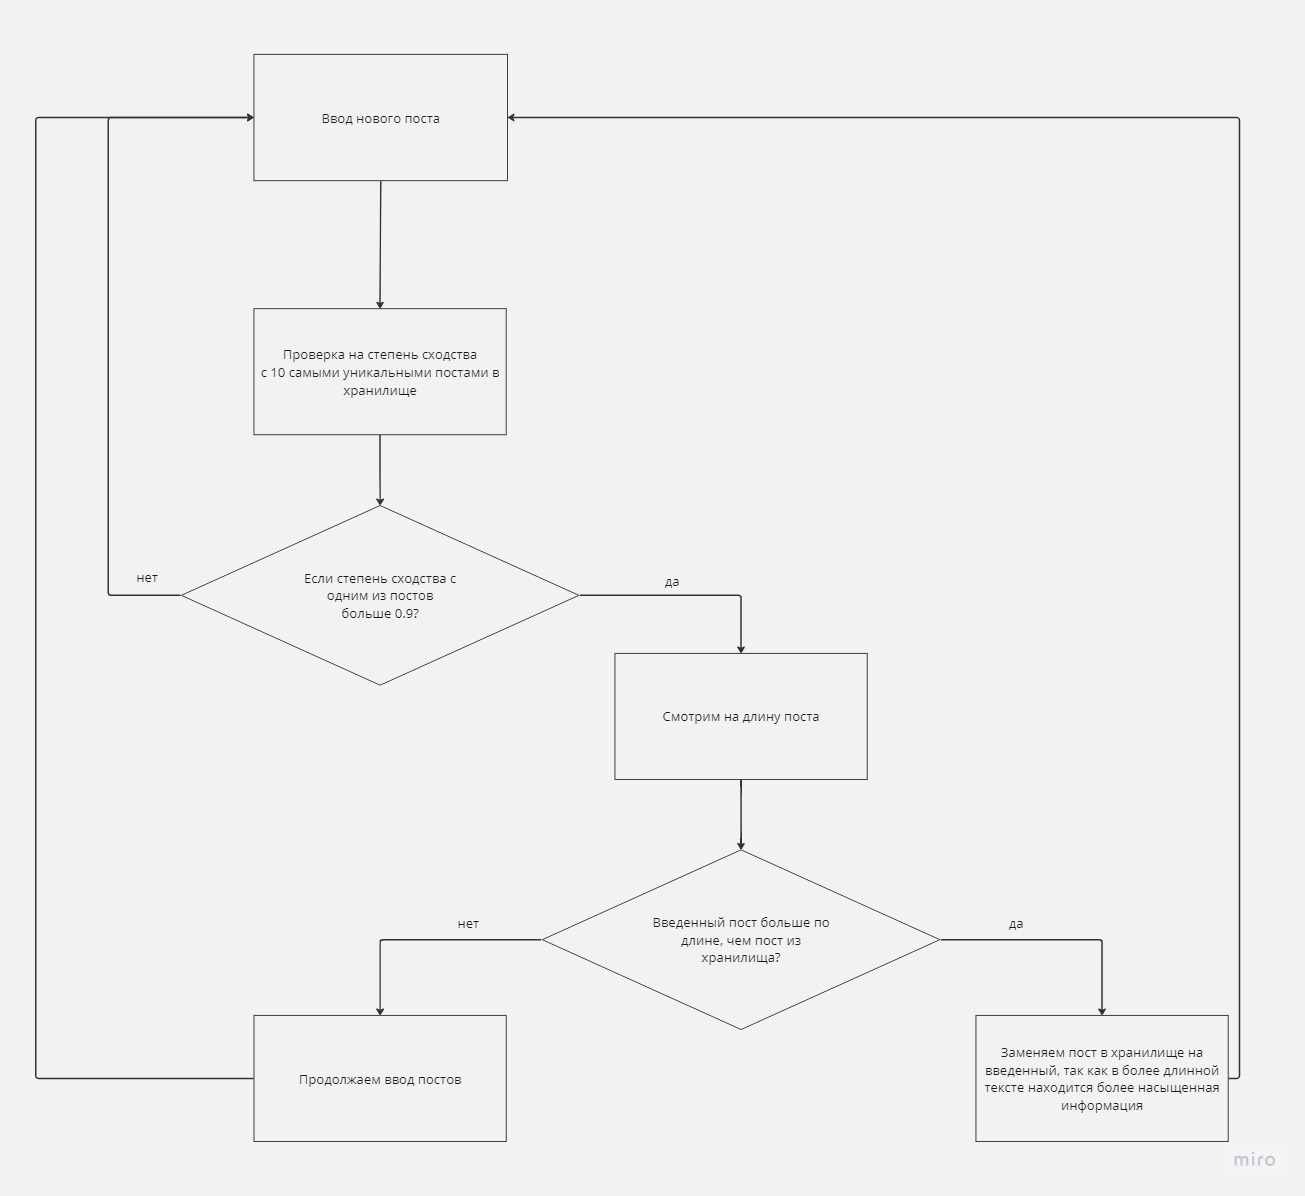 Ввод нового поста
Проверка на степень сходства
с 10 самыми уникальными постами в
хранилище
Если степень сходства с
одним из постов
больше 0.9?
нет
да
Смотрим на длину поста
Введенный пост больше по
длине, чем пост из
хранилища?
нет
да
Продолжаем ввод постов
Заменяем пост в хранилище на
введенный, так как в более длинной
тексте находится более насыщенная
информация
miro